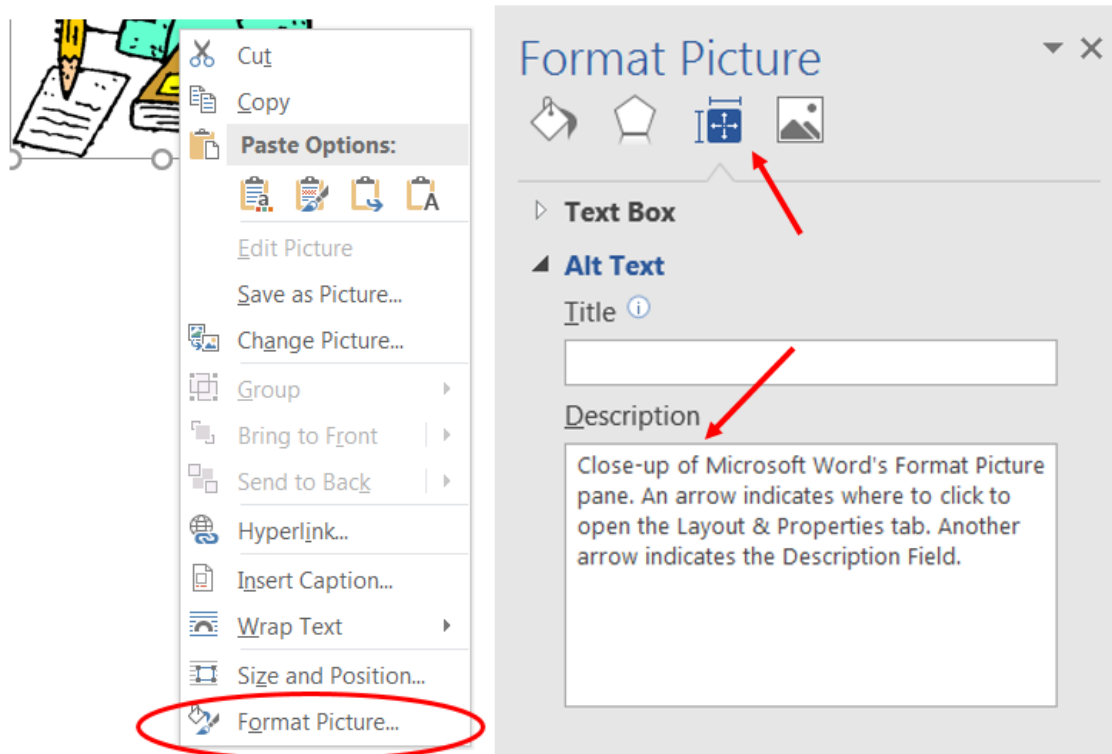 Cut
Copy
Paste Options:
a
A
Edit Picture
Save as Picture...
Change Picture...
Group
Bring to Front
Send to Back
Hyperlink...
Insert Caption...
Wrap Text
Size and Position...
Format Picture...
Format Picture
Text Box
Alt Text
Title
Description
Close-up of Microsoft Word's Format Picture
pane. An arrow indicates where to click to
open the Layout & Properties tab. Another
arrow indicates the Description Field.